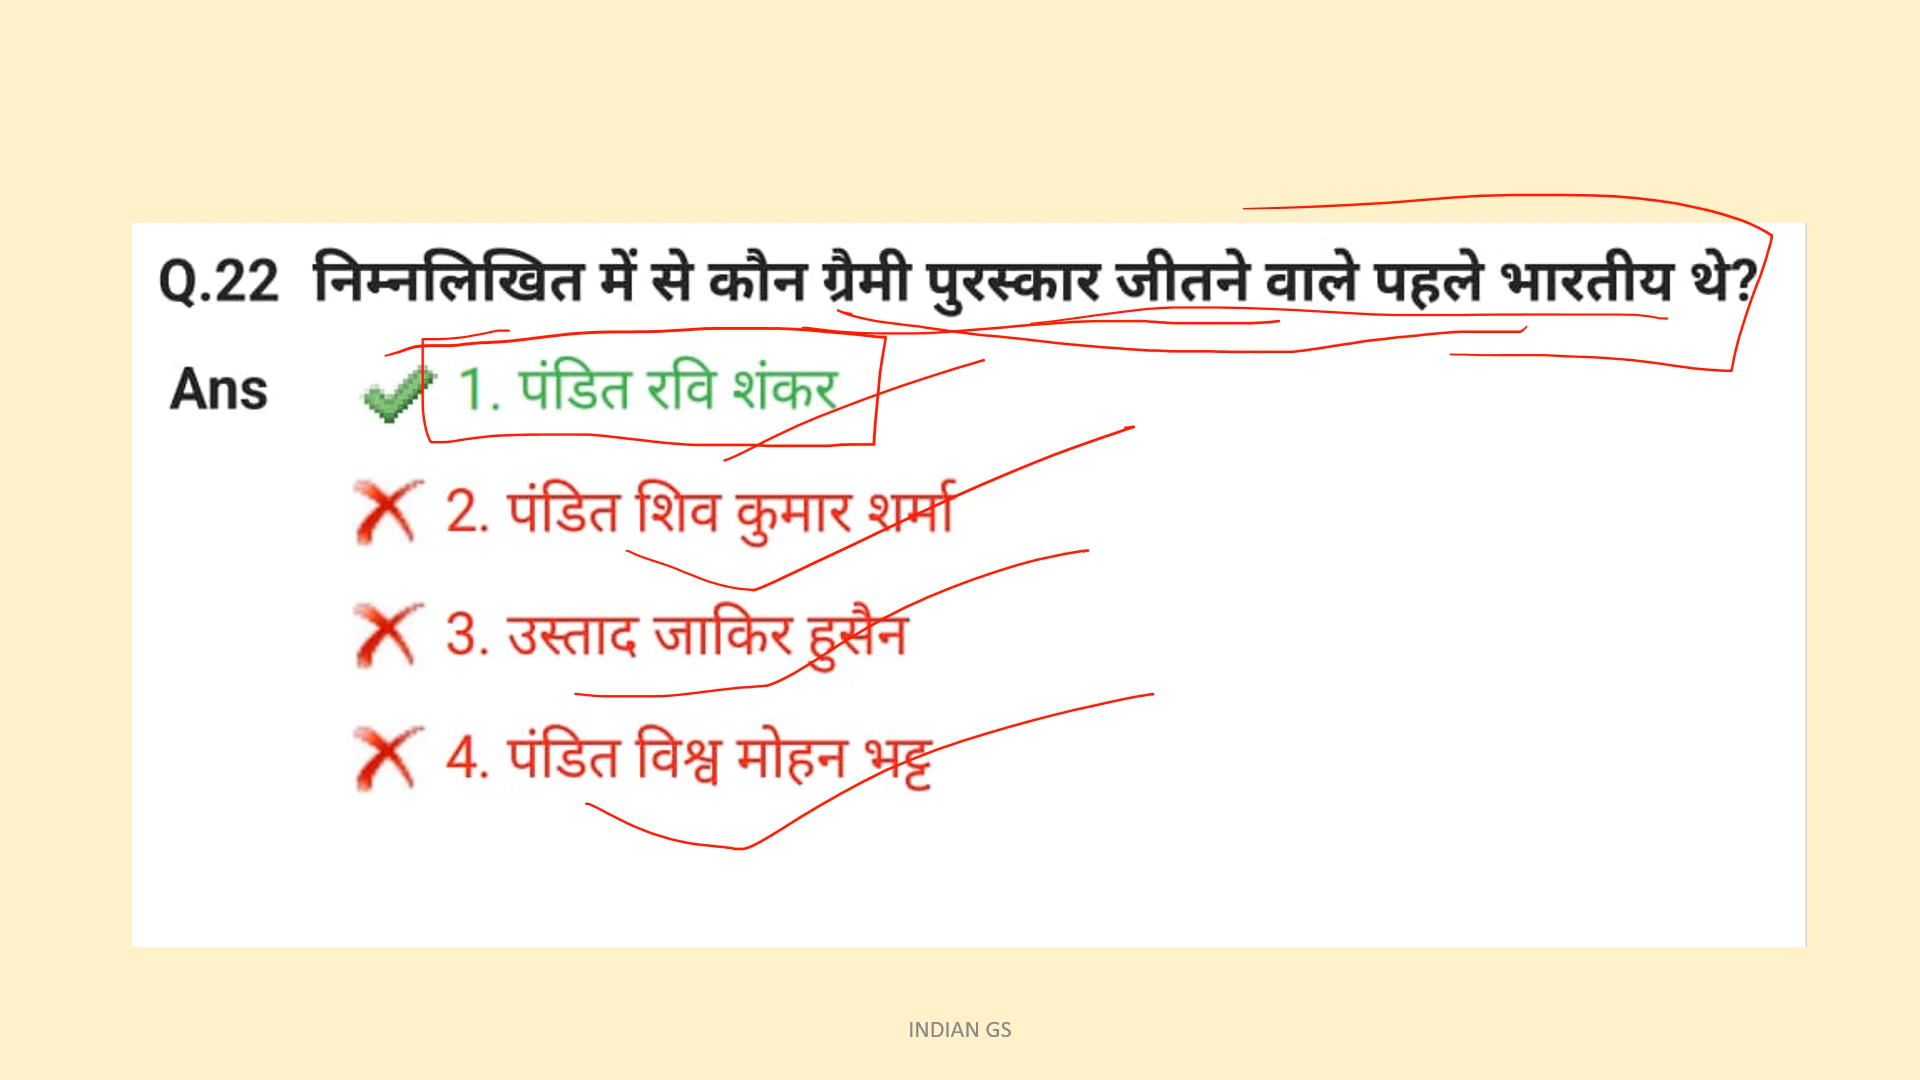 Q.22 निम्नलिखित में से कौन ग्रैमी पुरस्कार जीतने वाले पहले भारतीय थे?
Ans 1. पंडित रवि शंकर
2. पंडित शिव कुमार शर्मा
3. उस्ताद जाकिर हुसैन
4. पंडित विश्व मोहन भट्ट
INDIAN GS